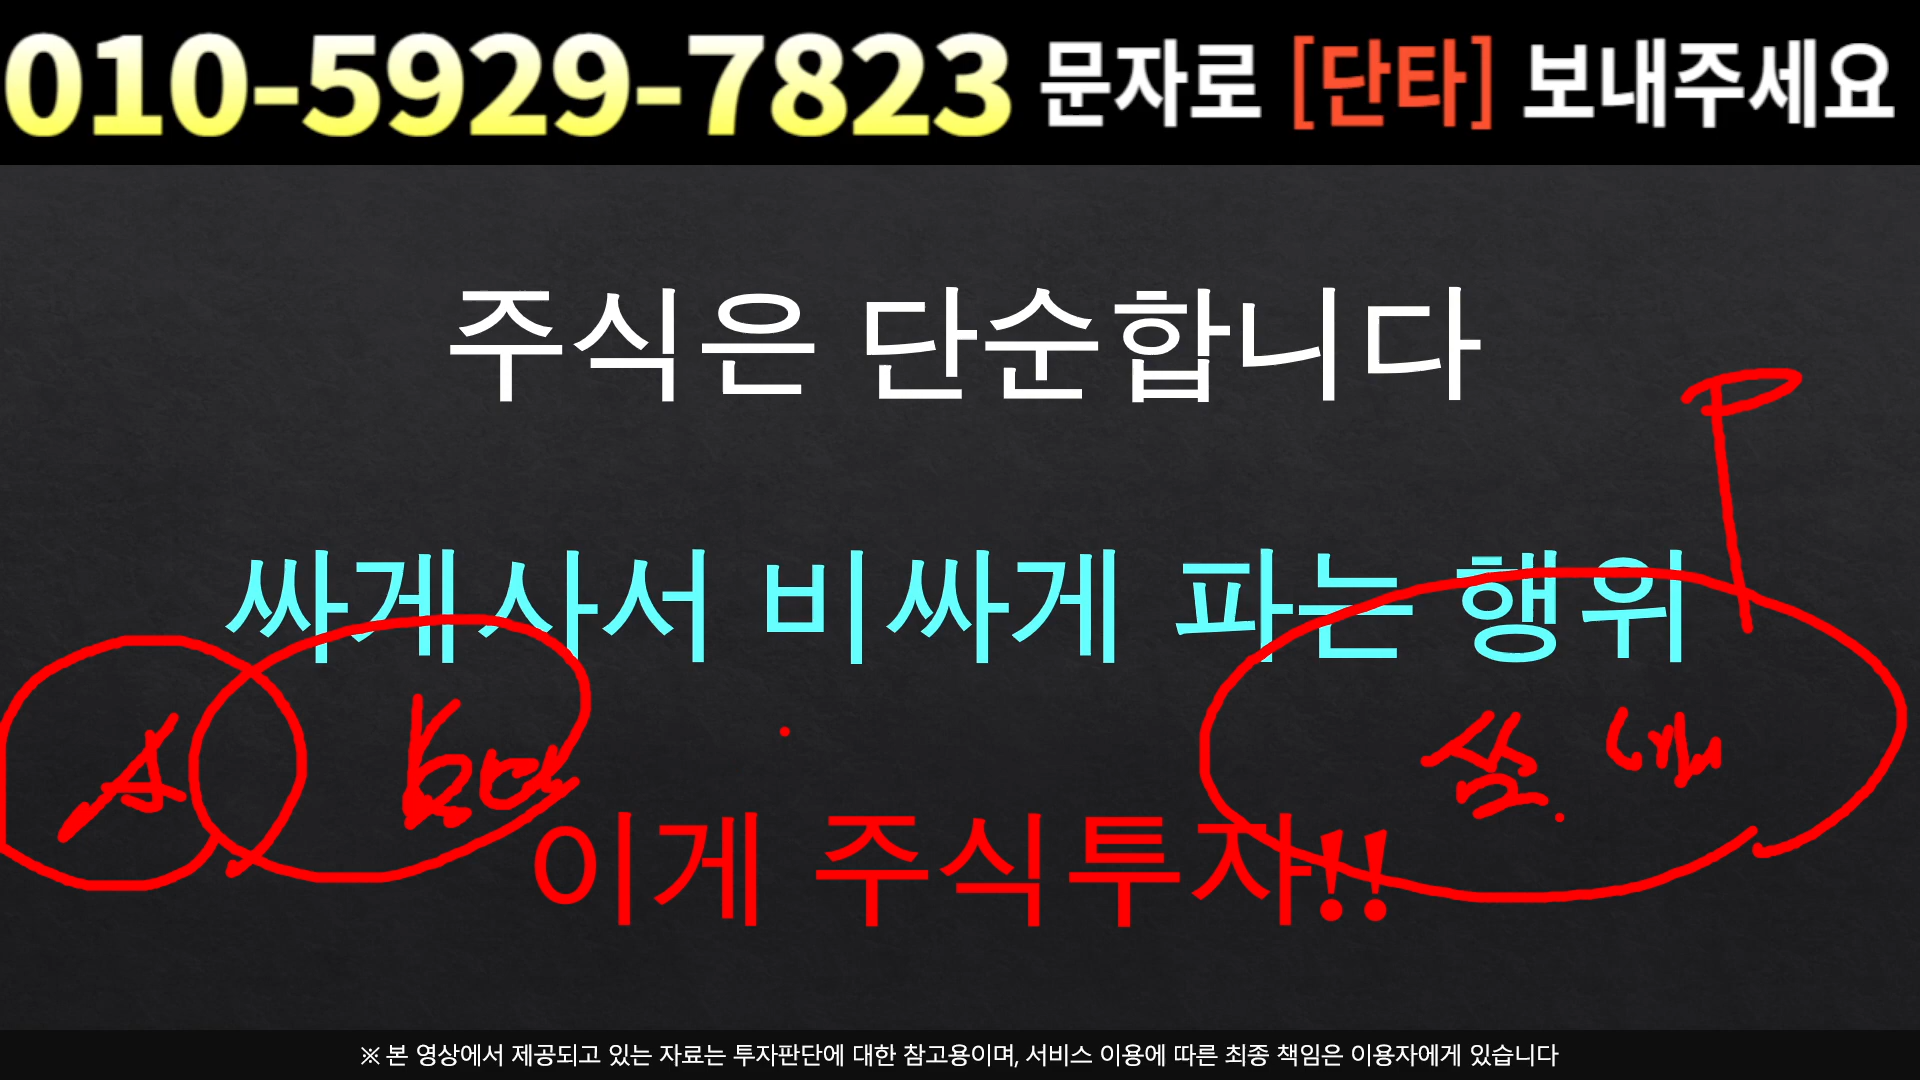 010-5929-7823 문자로 [단타] 보내주세요
주식은 단순합니다
싸게사서 비싸게 파는 행위
이게 주식투자!!
※ 본 영상에서 제공되고 있는 자료는 투자판단에 대한 참고용이며, 서비스 이용에 따른 최종 책임은 이용자에게 있습니다